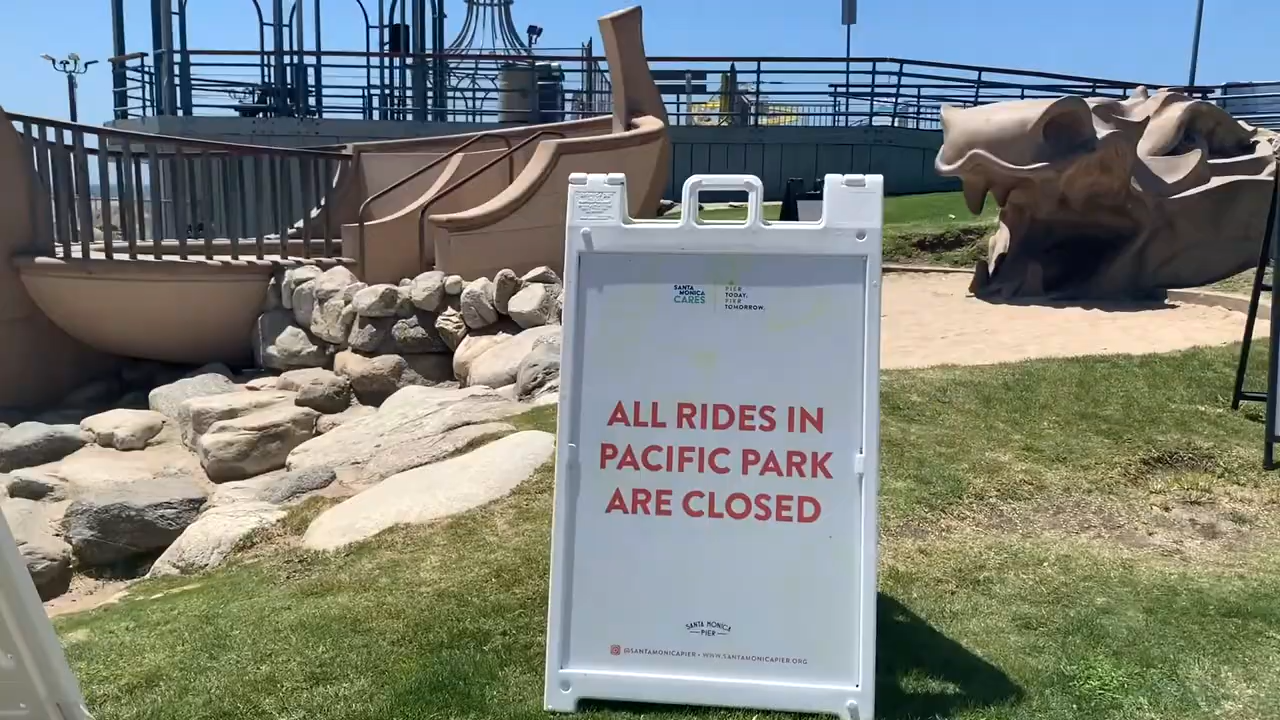 SANTA
MONICA
CARES
PIER
TODAY.
PIER
TOMORROW.
ALL RIDES IN
PACIFIC PARK
ARE CLOSED
SANTA MONICA
PIER
@SANTAMONICAPIER • WWW.SANTAMONICAPIER.ORG